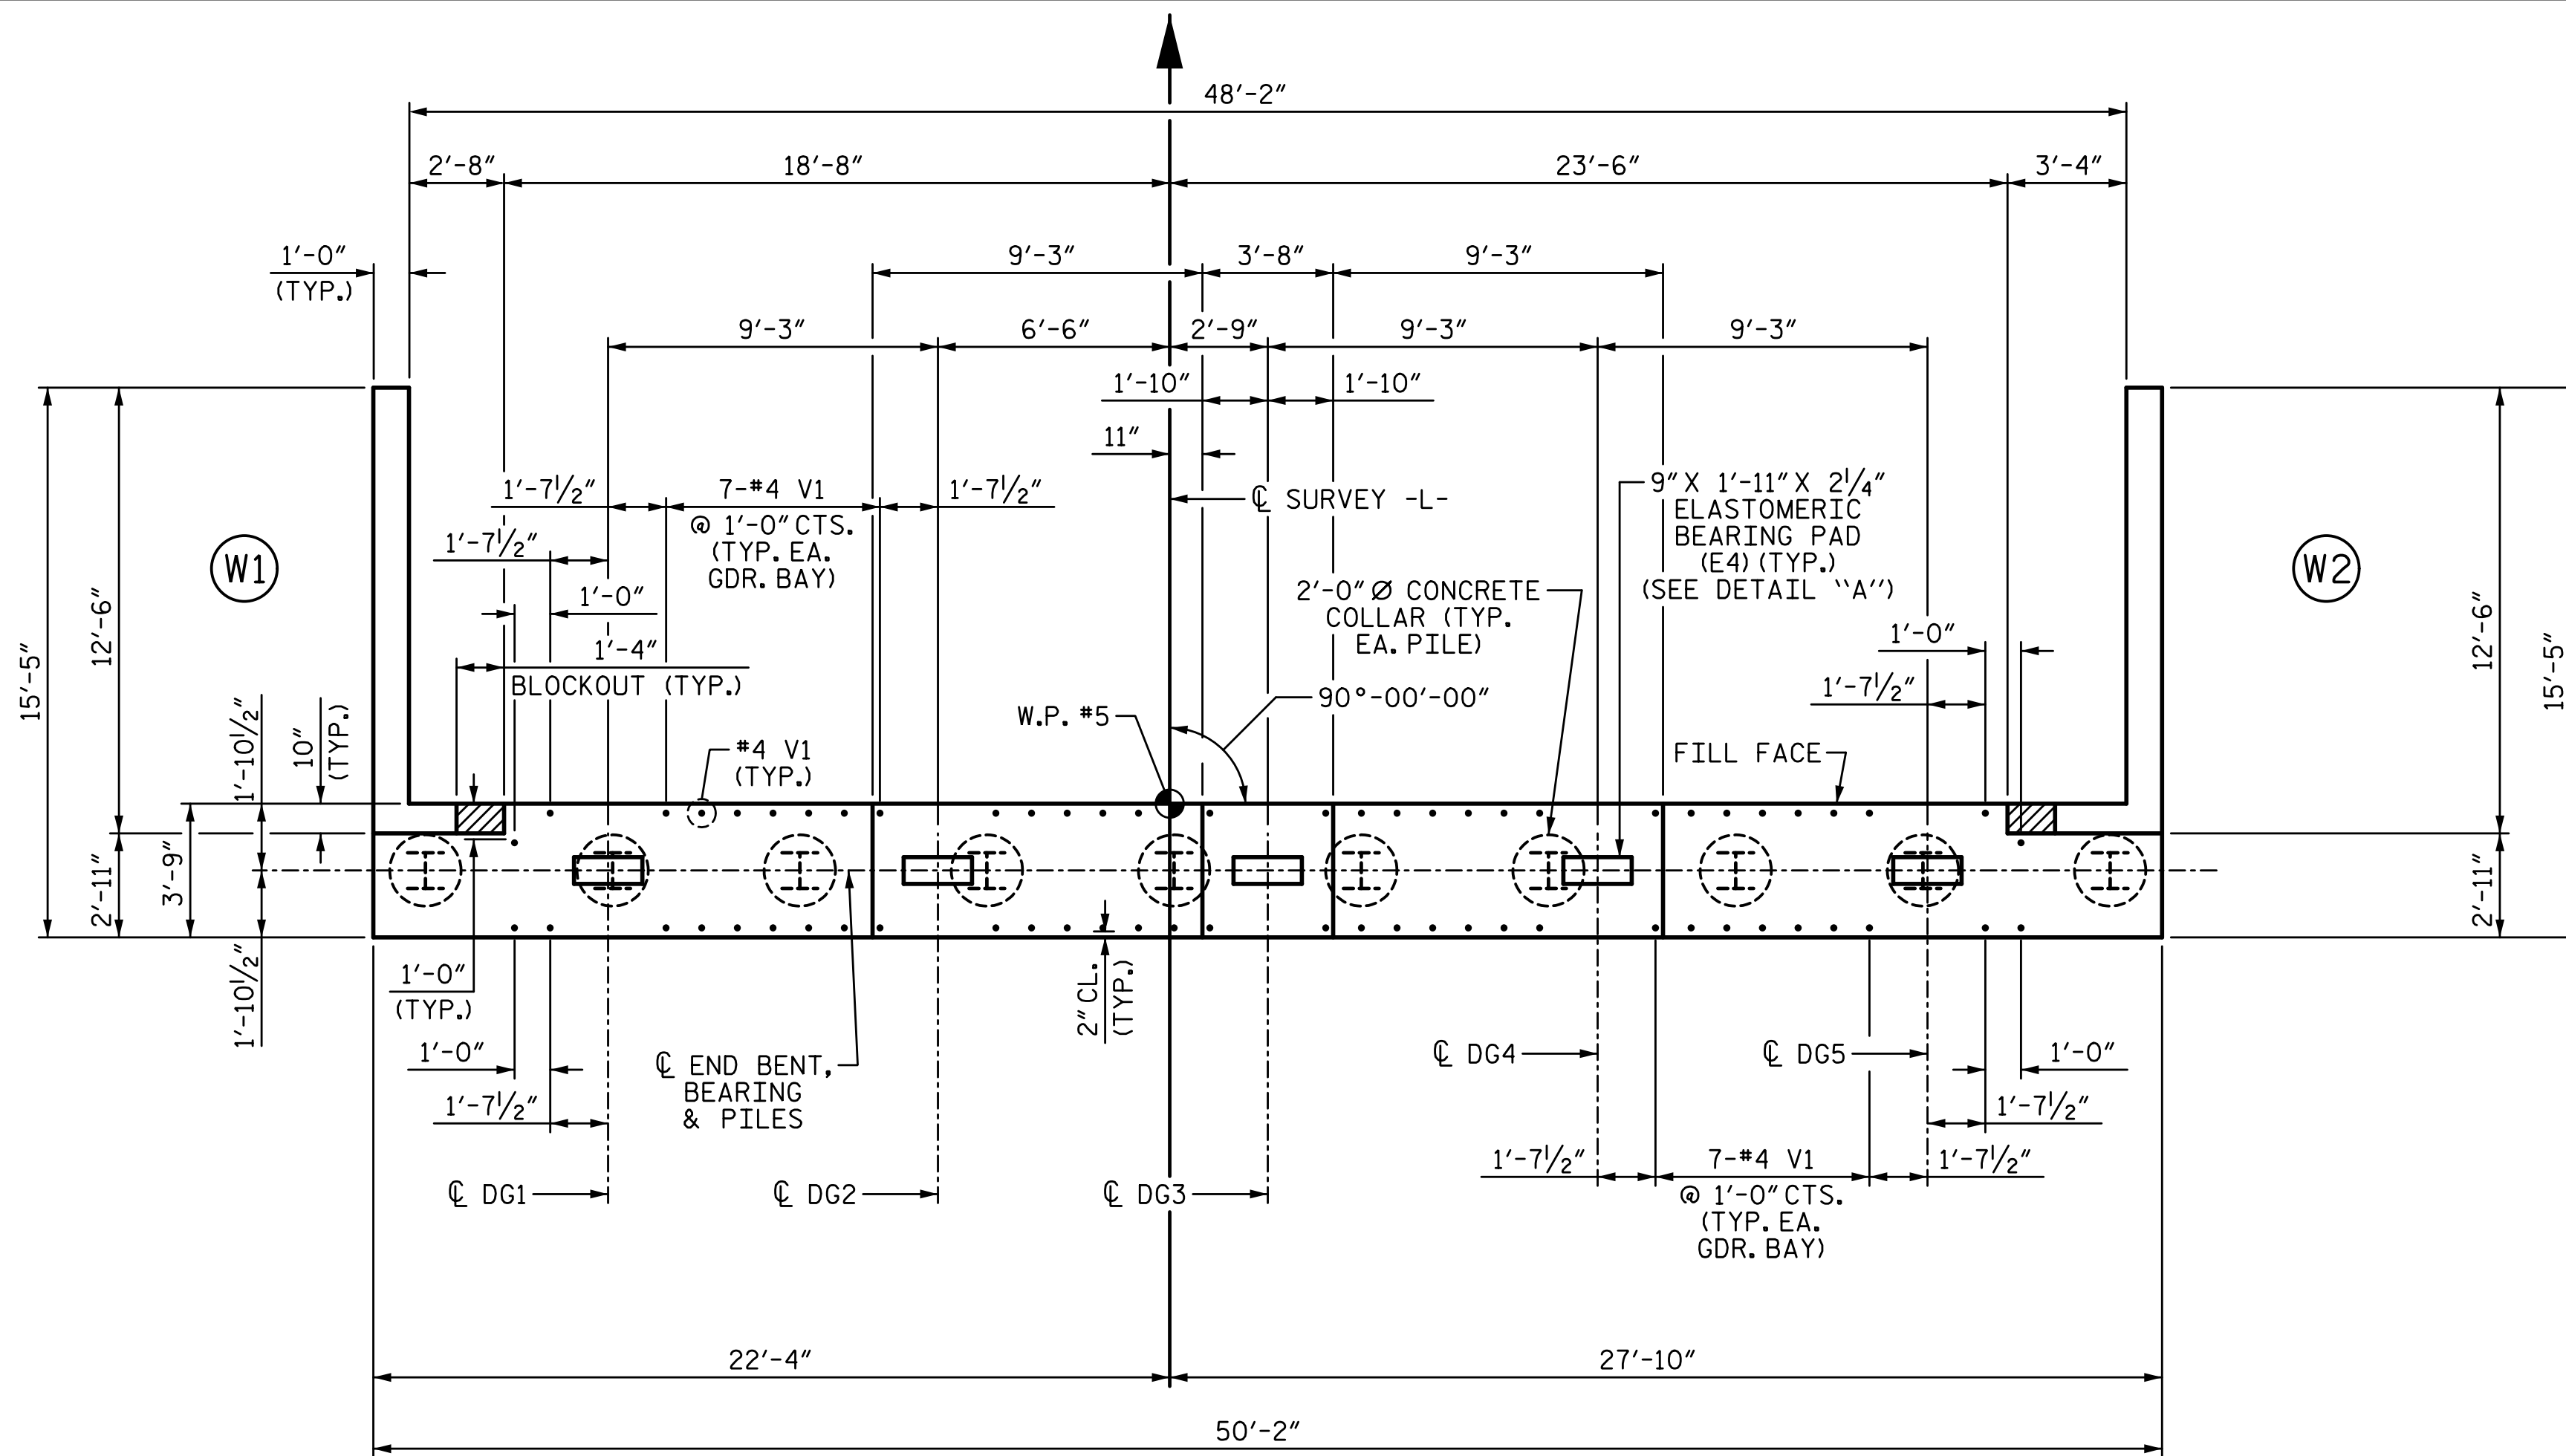 48′-2″
2′-8″ 18′-8″ 23′-6″ 3′-4″
1′-0″
(TYP.)
9′-3″ 3′-8″ 9′-3″
9′-3″ 6′-6″ 2′-9″ 9′-3″ 9′-3″
1′-10″ 1′-10″
11″
1′-7½″ 7-#4 V1 1′-7½″
@ 1′-0″ CTS.
(TYP. EA.
GDR. BAY)
℄ SURVEY -L-
9″ X 1′-11″ X 2¼″
ELASTOMERIC
BEARING PAD
(E4) (TYP.)
(SEE DETAIL ‘‘A’’)
1′-7½″
W1
W2
1′-0″
2′-0″ Ø CONCRETE
COLLAR (TYP.
EA. PILE)
1′-4″
BLOCKOUT (TYP.)
1′-0″
1′-7½″
15′-5″
12′-6″
12′-6″
15′-5″
90°-00′-00″
W.P. #5
1′-10½″
10″
(TYP.)
#4 V1
(TYP.)
FILL FACE
2′-11″
3′-9″
2′-11″
1′-10½″
1′-0″
(TYP.)
2″ CL.
(TYP.)
1′-0″
1′-7½″
℄ END BENT,
BEARING
& PILES
℄ DG4
℄ DG5
1′-0″
1′-7½″
1′-7½″ 7-#4 V1 1′-7½″
@ 1′-0″ CTS.
(TYP. EA.
GDR. BAY)
℄ DG1
℄ DG2
℄ DG3
22′-4″ 27′-10″
50′-2″